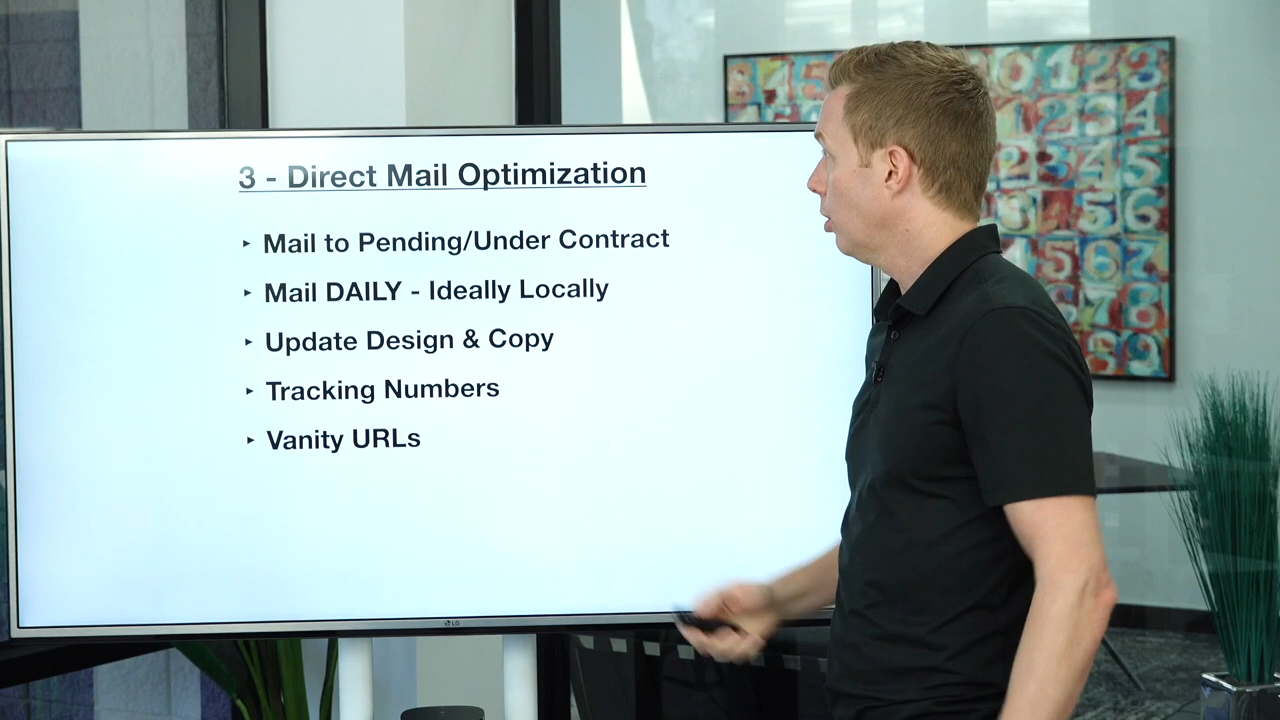 3 - Direct Mail Optimization
‣ Mail to Pending/Under Contract
‣ Mail DAILY - Ideally Locally
‣ Update Design & Copy
‣ Tracking Numbers
‣ Vanity URLs
LG